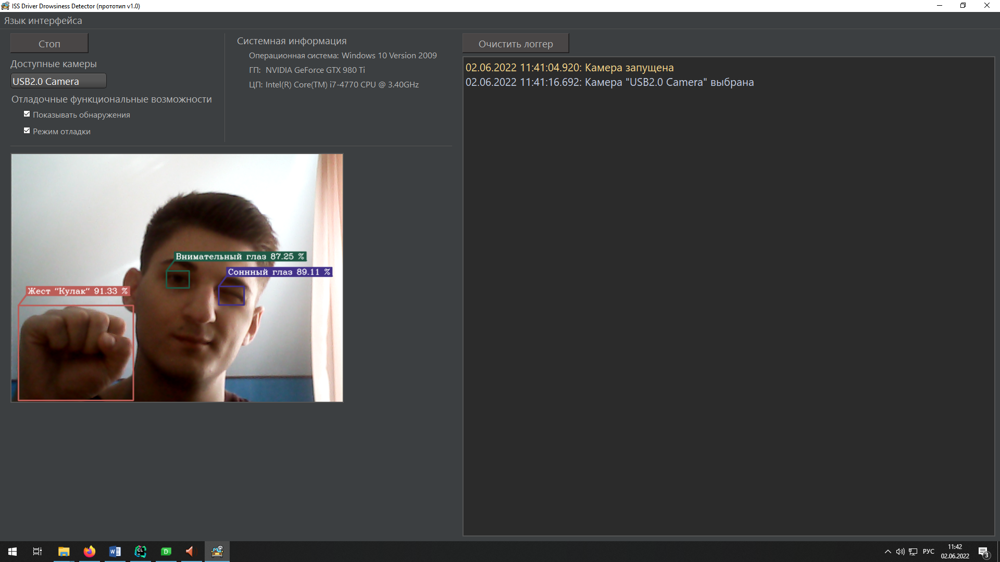 ISS Driver Drowsiness Detector (прототип v1.0)
Язык интерфейса
Стоп
Доступные камеры
USB2.0 Camera
Отладочные функциональные возможности
Показывать обнаружения
Режим отладки
Системная информация
Операционная система: Windows 10 Version 2009
ГП: NVIDIA GeForce GTX 980 Ti
ЦП: Intel(R) Core(TM) i7-4770 CPU @ 3.40GHz
Очистить логгер
02.06.2022 11:41:04.920: Камера запущена
02.06.2022 11:41:16.692: Камера "USB2.0 Camera" выбрана
Внимательный глаз 87.25 %
Соннный глаз 89.11 %
Жест "Кулак" 91.33 %
W
CL
D
РУС
11:42
02.06.2022
3